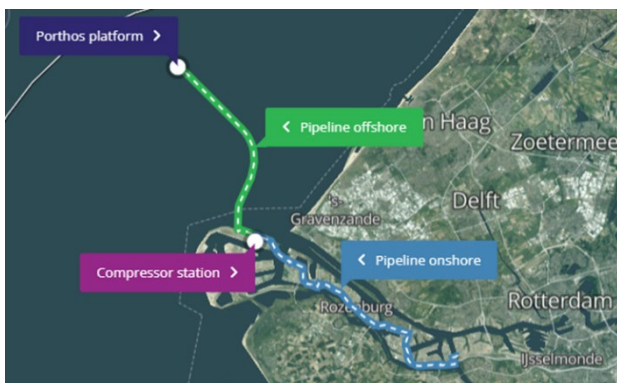 Porthos platform >
< Pipeline offshore
n Haag
Zoetermee
's-
Gravenzande
Delft
Compressor station >
< Pipeline onshore
Rozenburg
Rotterdam
IJsselmonde